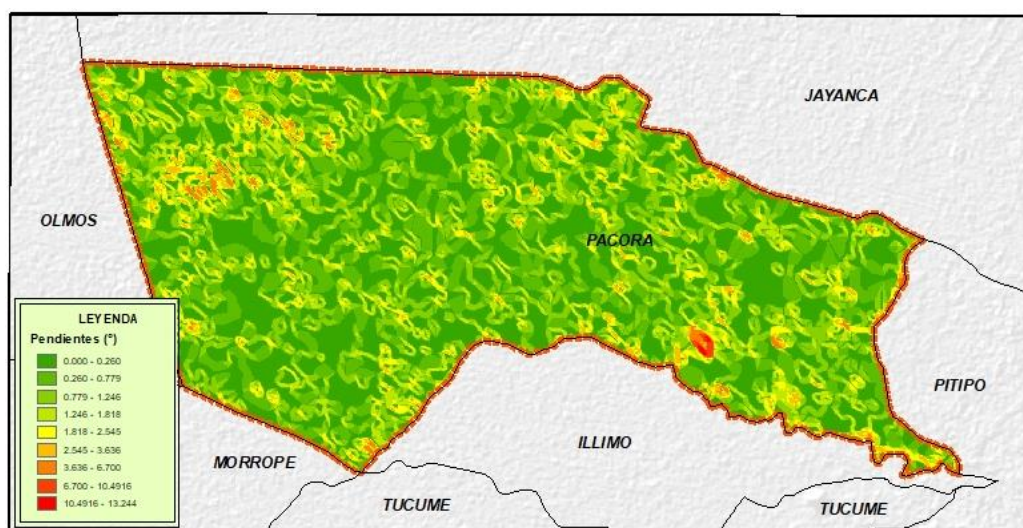 JAYANCA
OLMOS
PACORA
LEYENDA
Pendientes (°)
0.000 - 0.260
0.260 - 0.779
0.779 - 1.246
1.246 - 1.818
1.818 - 2.545
2.545 - 3.636
3.636 - 6.700
6.700 - 10.4916
10.4916 - 13.244
PITIPO
ILLIMO
MORROPE
TUCUME
TUCUME